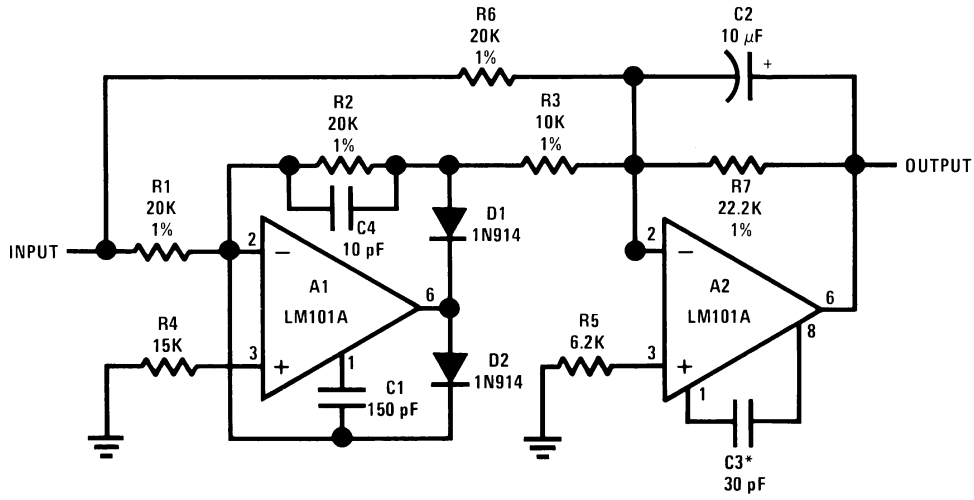 R6
20K
1%
C2
10 µF
+
R2
20K
1%
R3
10K
1%
OUTPUT
R1
20K
1%
C4
10 pF
D1
1N914
R7
22.2K
1%
INPUT
2
−
A1
LM101A
6
2
−
A2
LM101A
6
8
R4
15K
3
+
1
C1
150 pF
D2
1N914
R5
6.2K
3
+
1
C3*
30 pF